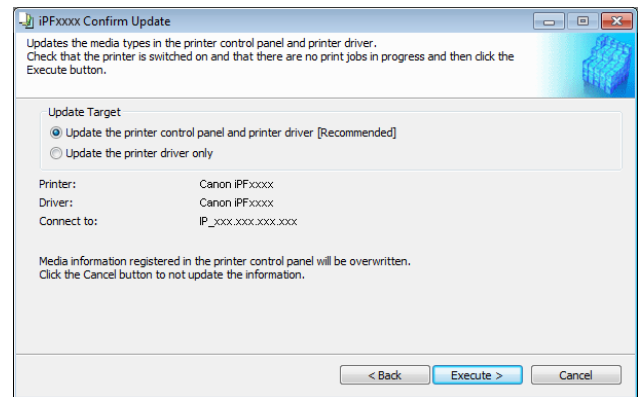 iPFxxxx Confirm Update
Updates the media types in the printer control panel and printer driver.
Check that the printer is switched on and that there are no print jobs in progress and then click the
Execute button.
Update Target
Update the printer control panel and printer driver [Recommended]
Update the printer driver only
Printer: Canon iPFxxxx
Driver: Canon iPFxxxx
Connect to: IP_xxx.xxx.xxx.xxx
Media information registered in the printer control panel will be overwritten.
Click the Cancel button to not update the information.
< Back Execute > Cancel